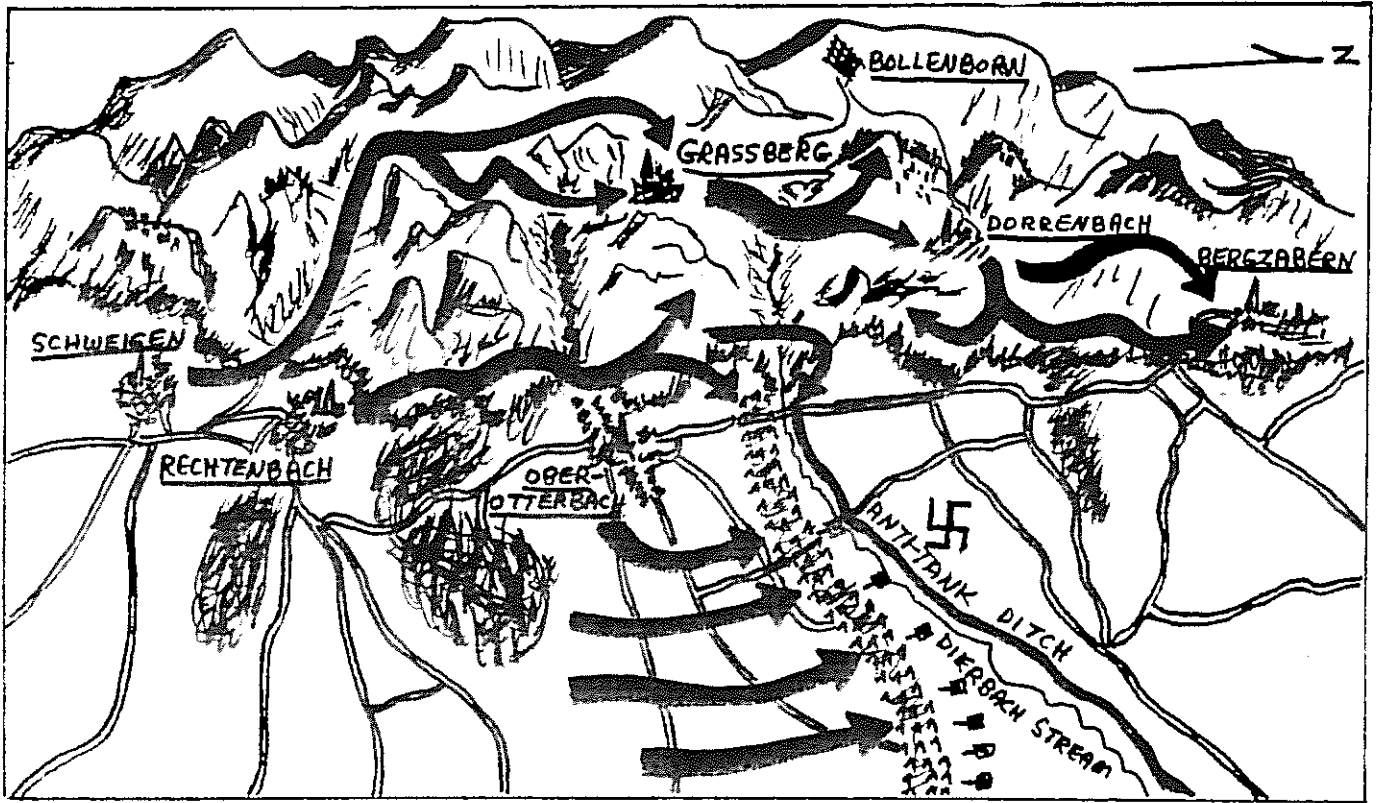 BOLLENBORN
N
GRASSBERG
DORRENBACH
BERGZABERN
SCHWEIGEN
RECHTENBACH
OBER-
OTTERBACH
ANTI-TANK DITCH
DIERBACH STREAM